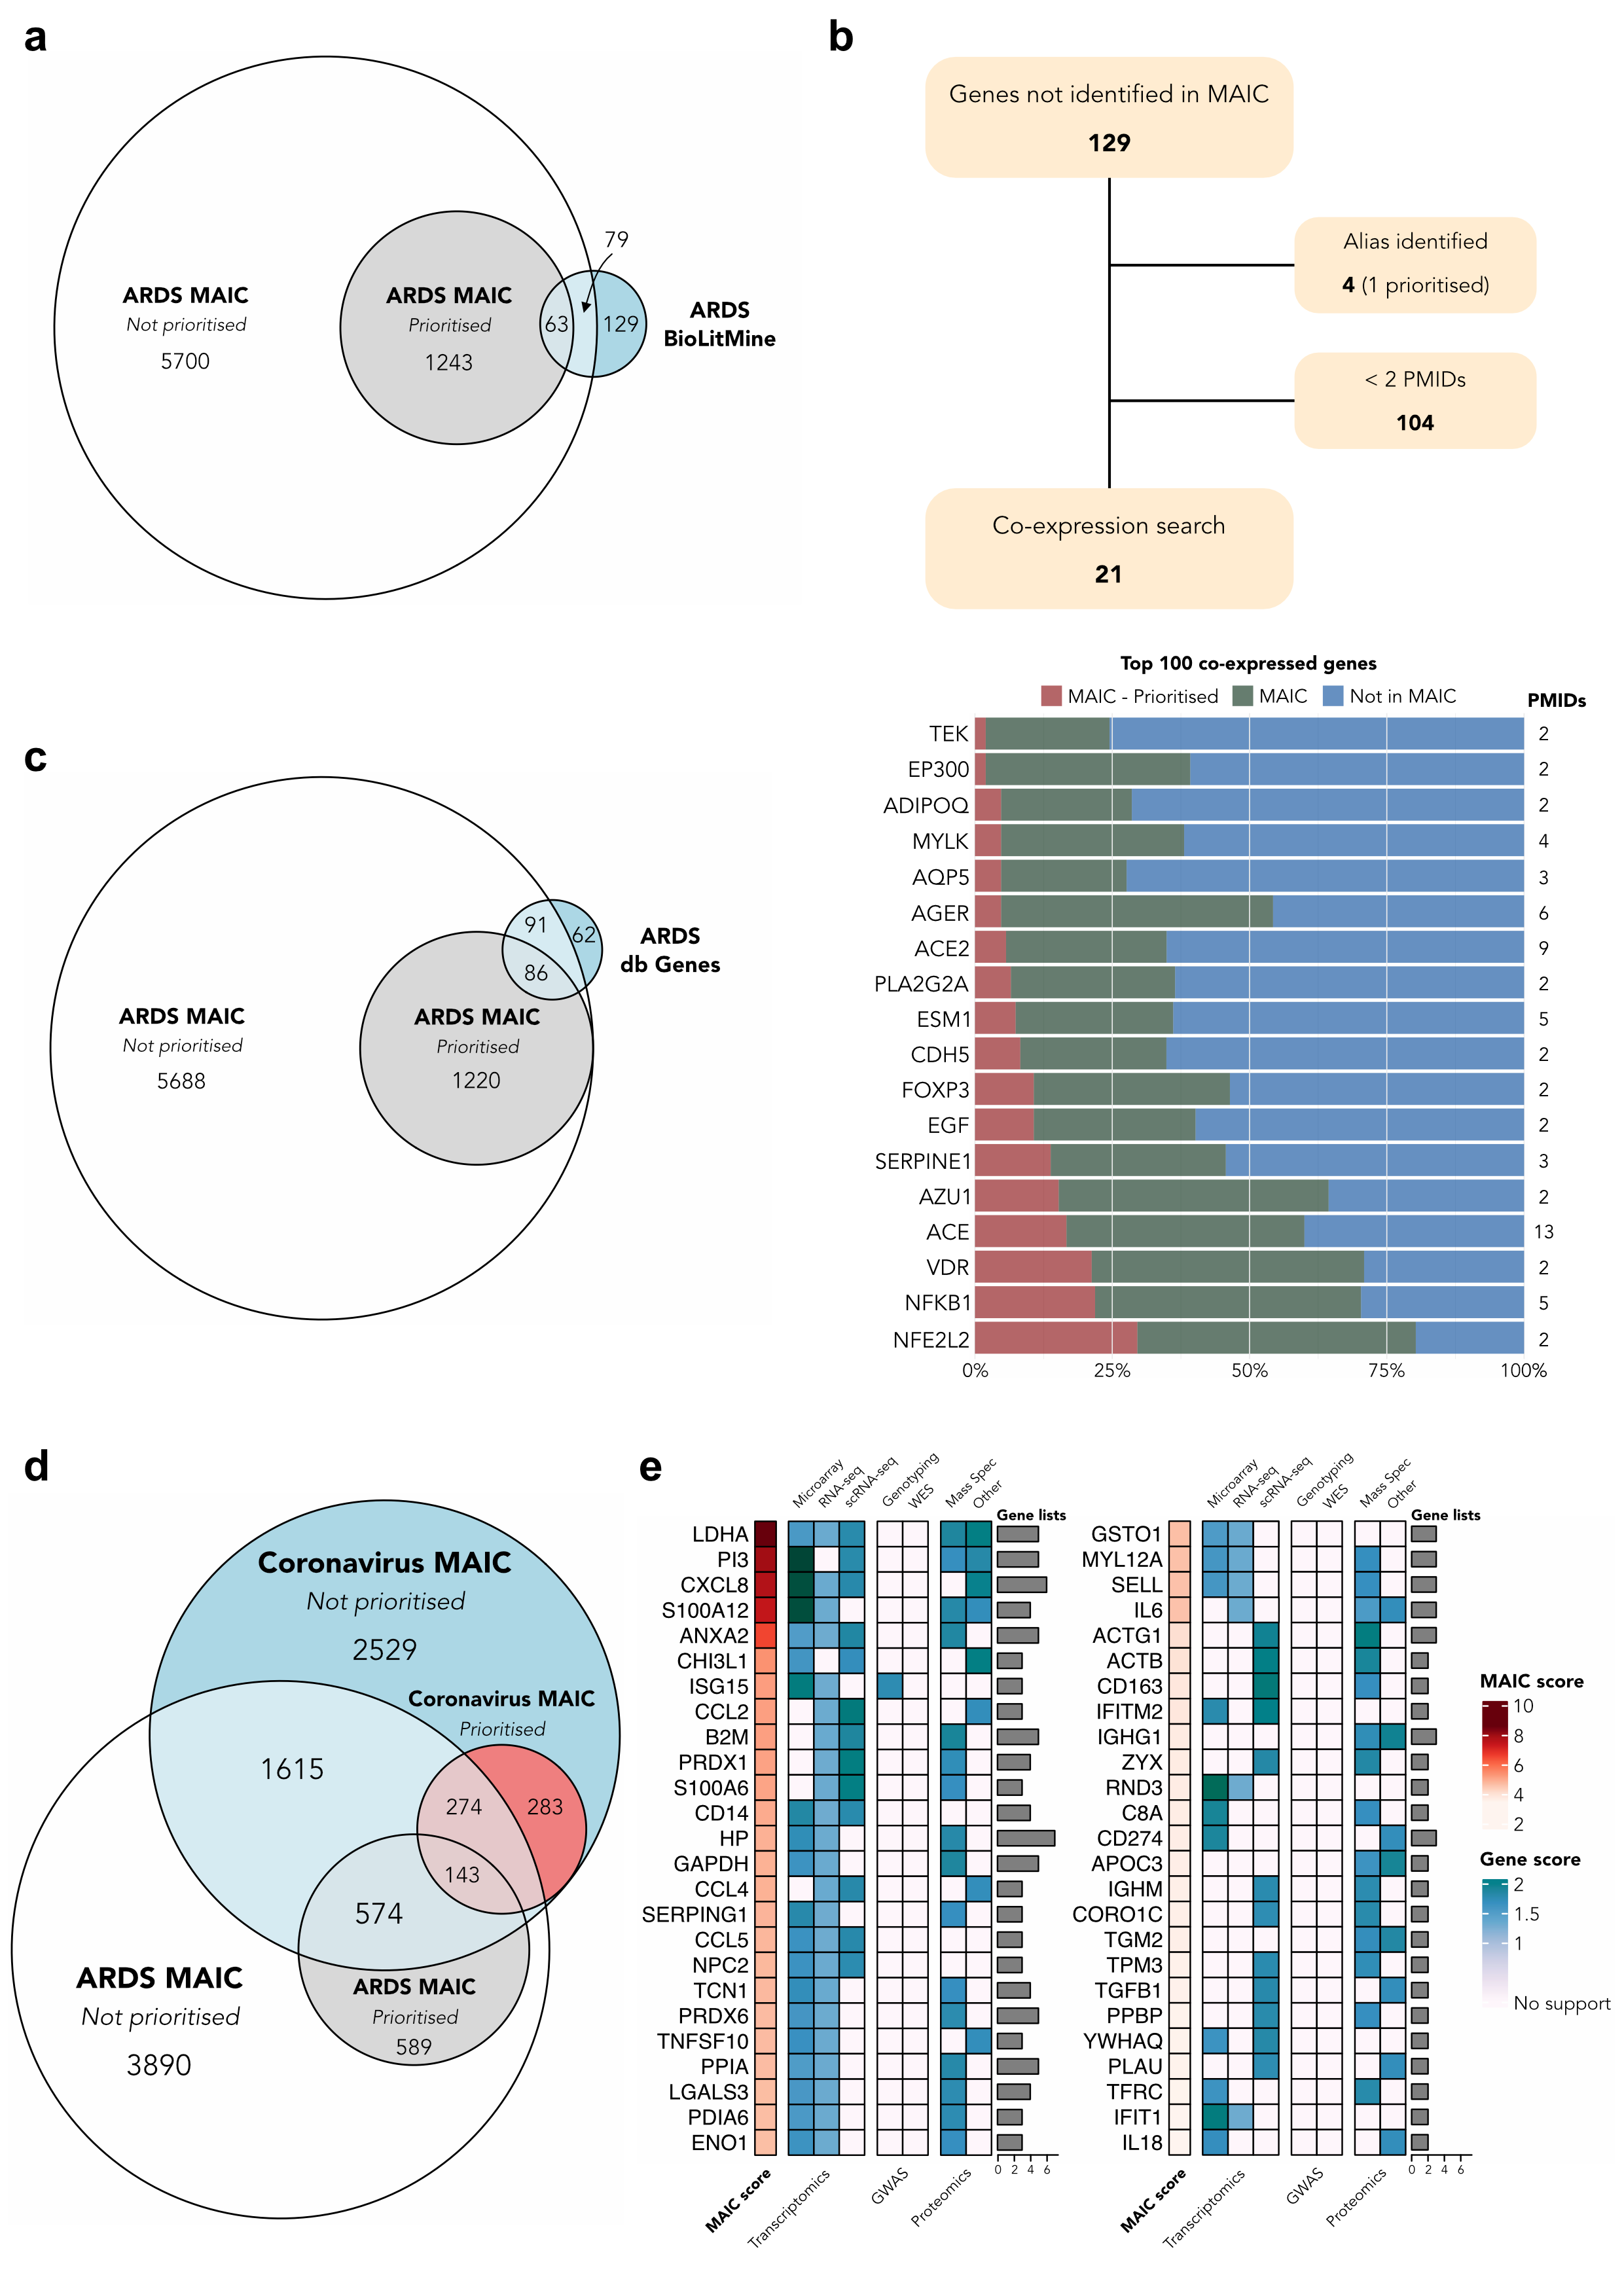 a
79
ARDS MAIC
Not prioritised
5700
ARDS MAIC
Prioritised
1243
63
129
ARDS
BioLitMine
b
Genes not identified in MAIC
129
Alias identified
4 (1 prioritised)
< 2 PMIDs
104
Co-expression search
21
Top 100 co-expressed genes
MAIC - Prioritised MAIC Not in MAIC
PMIDs
TEK 2
EP300 2
ADIPOQ 2
MYLK 4
AQP5 3
AGER 6
ACE2 9
PLA2G2A 2
ESM1 5
CDH5 2
FOXP3 2
EGF 2
SERPINE1 3
AZU1 2
ACE 13
VDR 2
NFKB1 5
NFE2L2 2
0% 25% 50% 75% 100%
c
91
62
86
ARDS
db Genes
ARDS MAIC
Not prioritised
5688
ARDS MAIC
Prioritised
1220
d
Coronavirus MAIC
Not prioritised
2529
Coronavirus MAIC
Prioritised
1615
274
283
143
574
ARDS MAIC
Not prioritised
3890
ARDS MAIC
Prioritised
589
e
Microarray
RNA-seq
scRNA-seq
Genotyping
WES
Mass Spec
Other
Gene lists
LDHA
PI3
CXCL8
S100A12
ANXA2
CHI3L1
ISG15
CCL2
B2M
PRDX1
S100A6
CD14
HP
GAPDH
CCL4
SERPING1
CCL5
NPC2
TCN1
PRDX6
TNFSF10
PPIA
LGALS3
PDIA6
ENO1
0 2 4 6
MAIC score
Transcriptomics
GWAS
Proteomics
Microarray
RNA-seq
scRNA-seq
Genotyping
WES
Mass Spec
Other
Gene lists
GSTO1
MYL12A
SELL
IL6
ACTG1
ACTB
CD163
IFITM2
IGHG1
ZYX
RND3
C8A
CD274
APOC3
IGHM
CORO1C
TGM2
TPM3
TGFB1
PPBP
YWHAQ
PLAU
TFRC
IFIT1
IL18
0 2 4 6
MAIC score
Transcriptomics
GWAS
Proteomics
MAIC score
10
8
6
4
2
Gene score
2
1.5
1
No support